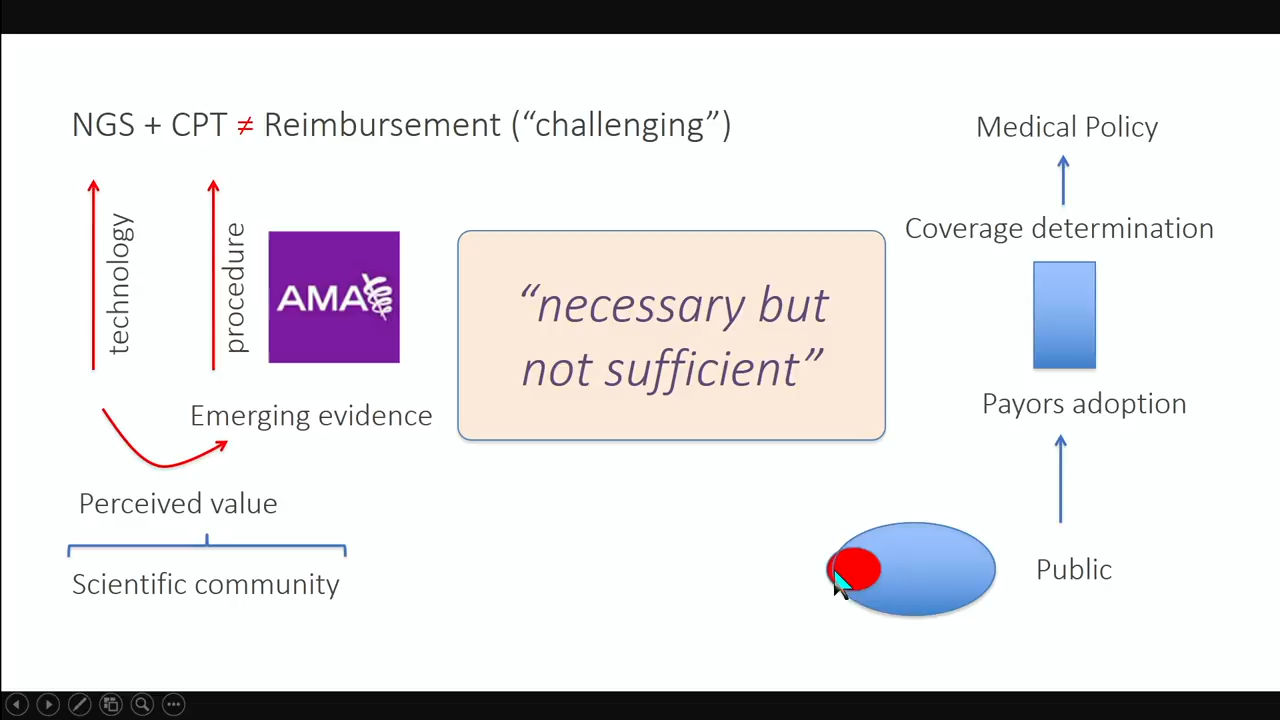 NGS + CPT ≠ Reimbursement (“challenging”)
technology
procedure
AMA
Emerging evidence
Perceived value
Scientific community
“necessary but
not sufficient”
Medical Policy
Coverage determination
Payors adoption
Public